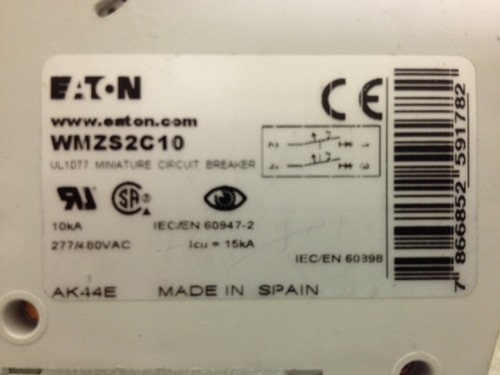 EATON
www.eaton.com
WMZS2C10
UL1077 MINIATURE CIRCUIT BREAKER
CE
SA
10kA IEC/EN 60947-2
277/480VAC Icu = 15kA
IEC/EN 60898
AK44E MADE IN SPAIN
7 866852 591782